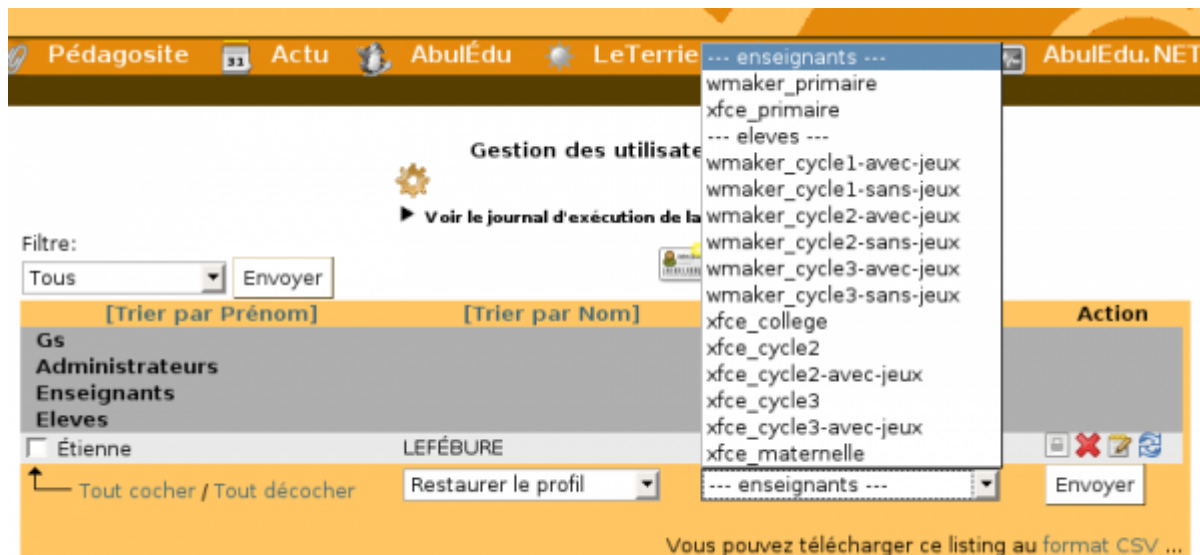 Pédagosite 31 Actu AbulÉdu LeTerrie AbulEdu.NET
--- enseignants ---
wmaker_primaire
xfce_primaire
--- eleves ---
wmaker_cycle1-avec-jeux
wmaker_cycle1-sans-jeux
wmaker_cycle2-avec-jeux
wmaker_cycle2-sans-jeux
wmaker_cycle3-avec-jeux
wmaker_cycle3-sans-jeux
xfce_college
xfce_cycle2
xfce_cycle2-avec-jeux
xfce_cycle3
xfce_cycle3-avec-jeux
xfce_maternelle
Gestion des utilisate
Voir le journal d'exécution de la
Filtre:
Tous Envoyer
[Trier par Prénom] [Trier par Nom] Action
Gs
Administrateurs
Enseignants
Eleves
Étienne LEFÉBURE
Tout cocher / Tout décocher Restaurer le profil --- enseignants --- Envoyer
Vous pouvez télécharger ce listing au format CSV ...